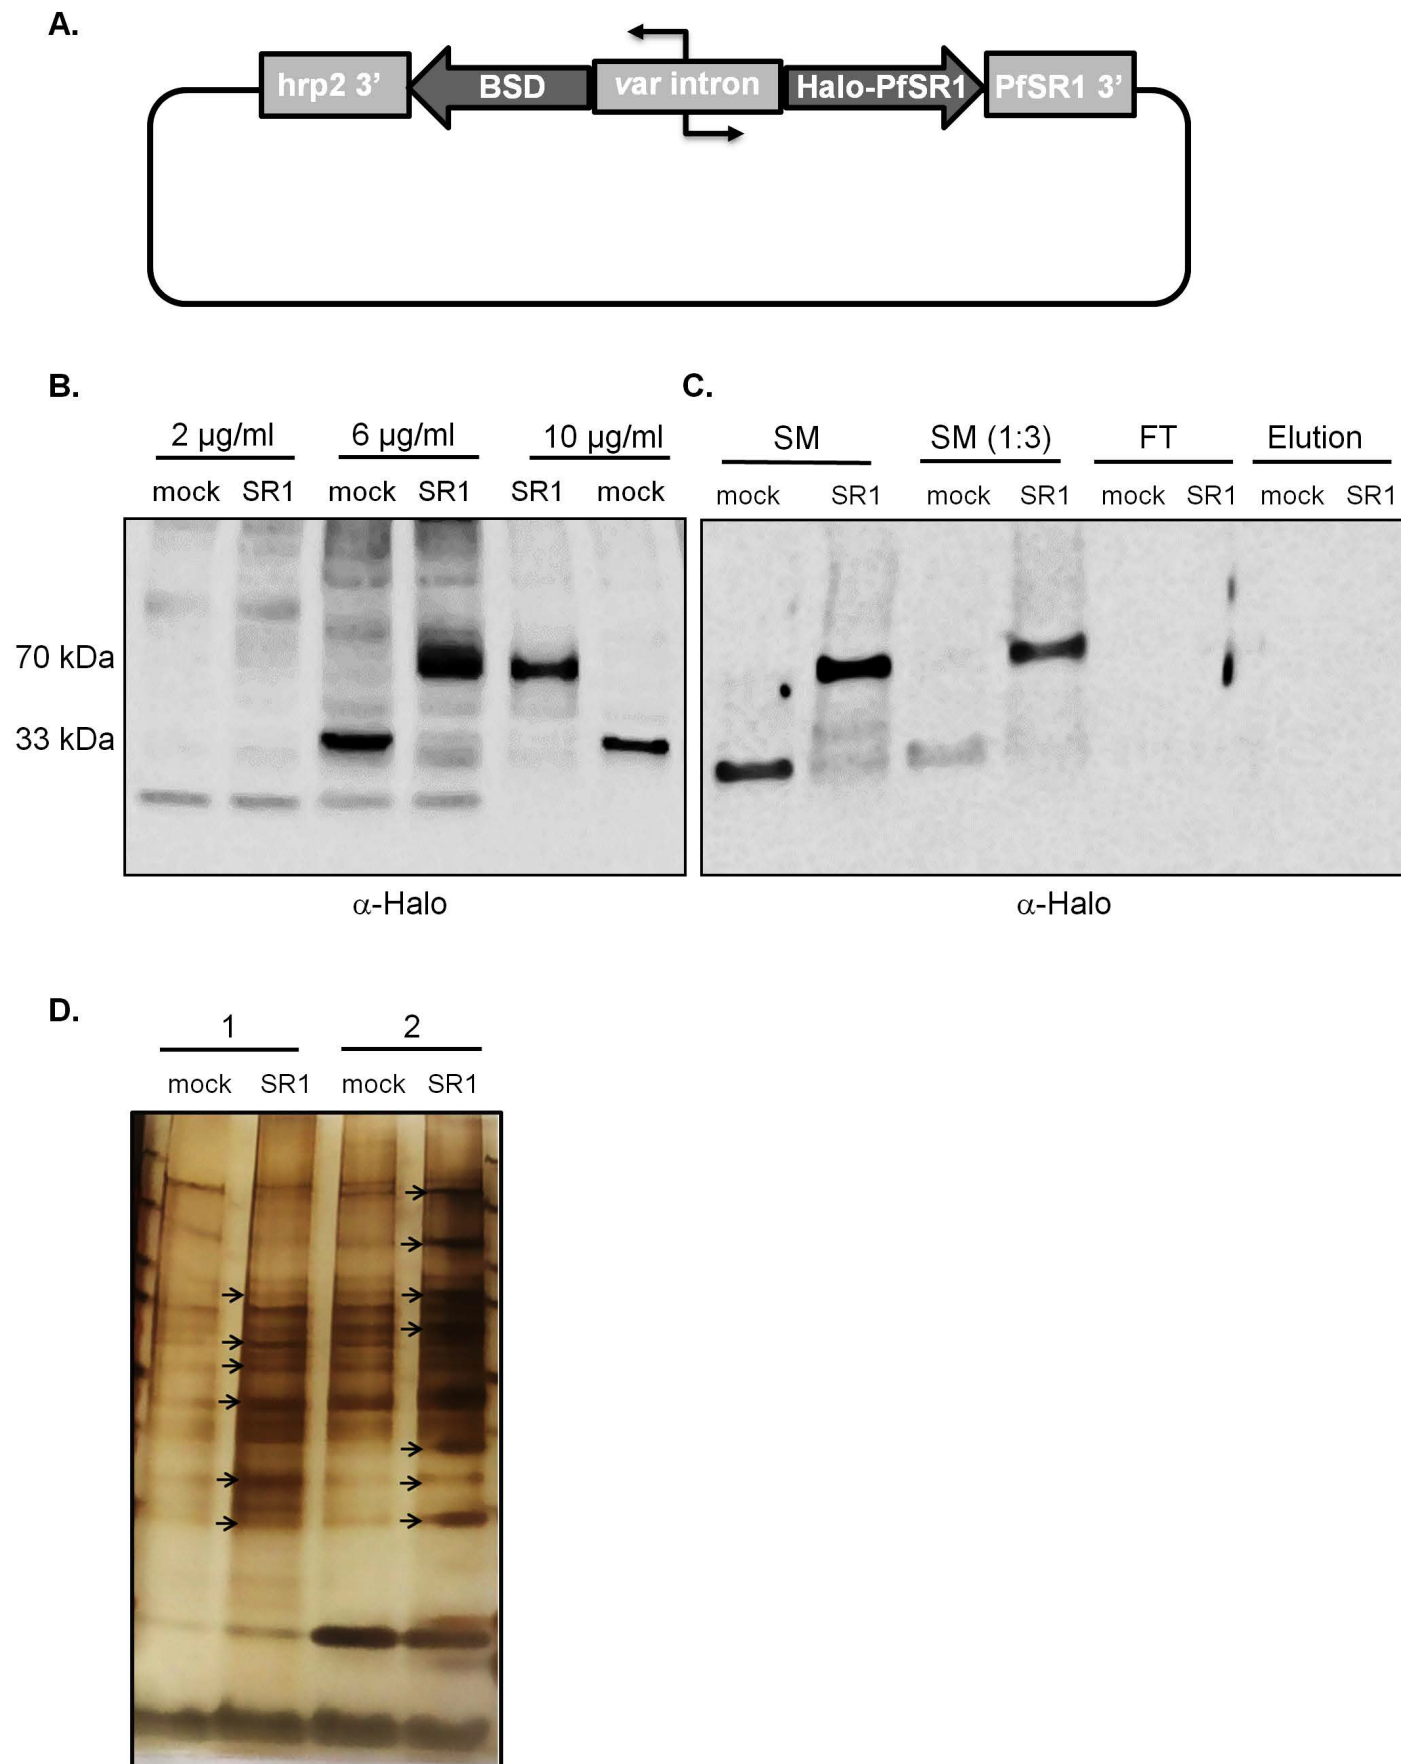 A.
hrp2 3’ BSD var intron Halo-PfSR1 PfSR1 3’
B.
2 µg/ml 6 µg/ml 10 µg/ml
mock SR1 mock SR1 SR1 mock
70 kDa
33 kDa
α-Halo
C.
SM SM (1:3) FT Elution
mock SR1 mock SR1 mock SR1 mock SR1
α-Halo
D.
1 2
mock SR1 mock SR1